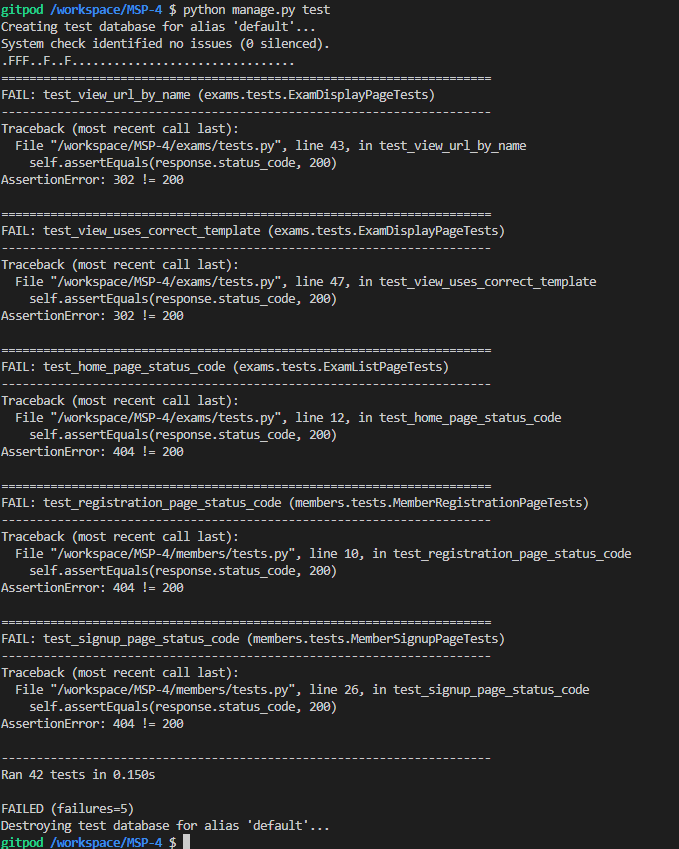 gitpod /workspace/MSP-4 $ python manage.py test
Creating test database for alias 'default'...
System check identified no issues (0 silenced).
.FFF..F..F................................
======================================================================
FAIL: test_view_url_by_name (exams.tests.ExamDisplayPageTests)
----------------------------------------------------------------------
Traceback (most recent call last):
  File "/workspace/MSP-4/exams/tests.py", line 43, in test_view_url_by_name
    self.assertEquals(response.status_code, 200)
AssertionError: 302 != 200

======================================================================
FAIL: test_view_uses_correct_template (exams.tests.ExamDisplayPageTests)
----------------------------------------------------------------------
Traceback (most recent call last):
  File "/workspace/MSP-4/exams/tests.py", line 47, in test_view_uses_correct_template
    self.assertEquals(response.status_code, 200)
AssertionError: 302 != 200

======================================================================
FAIL: test_home_page_status_code (exams.tests.ExamListPageTests)
----------------------------------------------------------------------
Traceback (most recent call last):
  File "/workspace/MSP-4/exams/tests.py", line 12, in test_home_page_status_code
    self.assertEquals(response.status_code, 200)
AssertionError: 404 != 200

======================================================================
FAIL: test_registration_page_status_code (members.tests.MemberRegistrationPageTests)
----------------------------------------------------------------------
Traceback (most recent call last):
  File "/workspace/MSP-4/members/tests.py", line 10, in test_registration_page_status_code
    self.assertEquals(response.status_code, 200)
AssertionError: 404 != 200

======================================================================
FAIL: test_signup_page_status_code (members.tests.MemberSignupPageTests)
----------------------------------------------------------------------
Traceback (most recent call last):
  File "/workspace/MSP-4/members/tests.py", line 26, in test_signup_page_status_code
    self.assertEquals(response.status_code, 200)
AssertionError: 404 != 200

----------------------------------------------------------------------
Ran 42 tests in 0.150s

FAILED (failures=5)
Destroying test database for alias 'default'...
gitpod /workspace/MSP-4 $